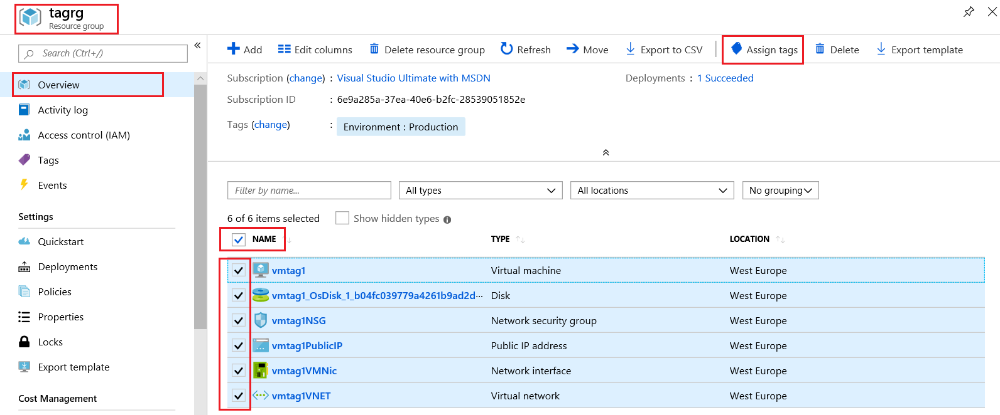 tagrg
Resource group
Search (Ctrl+/)
Overview
Activity log
Access control (IAM)
Tags
Events
Settings
Quickstart
Deployments
Policies
Properties
Locks
Export template
Cost Management
Add Edit columns Delete resource group Refresh Move Export to CSV Assign tags Delete Export template
Subscription (change) : Visual Studio Ultimate with MSDN Deployments : 1 Succeeded
Subscription ID : 6e9a285a-37ea-40e6-b2fc-28539051852e
Tags (change) : Environment : Production
Filter by name... All types All locations No grouping
6 of 6 items selected Show hidden types
NAME TYPE LOCATION
vmtag1 Virtual machine West Europe
vmtag1_OsDisk_1_b04fc039779a4261b9ad2d··· Disk West Europe
vmtag1NSG Network security group West Europe
vmtag1PublicIP Public IP address West Europe
vmtag1VMNic Network interface West Europe
vmtag1VNET Virtual network West Europe